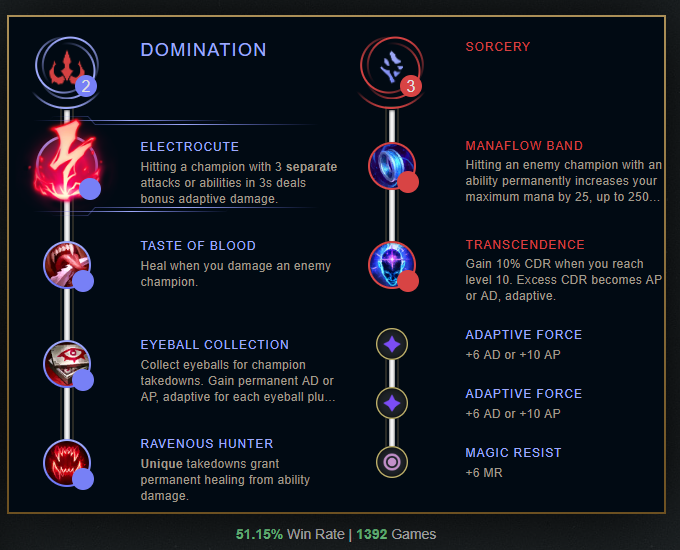 DOMINATION
2
ELECTROCUTE
Hitting a champion with 3 separate
attacks or abilities in 3s deals
bonus adaptive damage.
TASTE OF BLOOD
Heal when you damage an enemy
champion.
EYEBALL COLLECTION
Collect eyeballs for champion
takedowns. Gain permanent AD or
AP, adaptive for each eyeball plu...
RAVENOUS HUNTER
Unique takedowns grant
permanent healing from ability
damage.
SORCERY
3
MANAFLOW BAND
Hitting an enemy champion with an
ability permanently increases your
maximum mana by 25, up to 250...
TRANSCENDENCE
Gain 10% CDR when you reach
level 10. Excess CDR becomes AP
or AD, adaptive.
ADAPTIVE FORCE
+6 AD or +10 AP
ADAPTIVE FORCE
+6 AD or +10 AP
MAGIC RESIST
+6 MR
51.15% Win Rate | 1392 Games